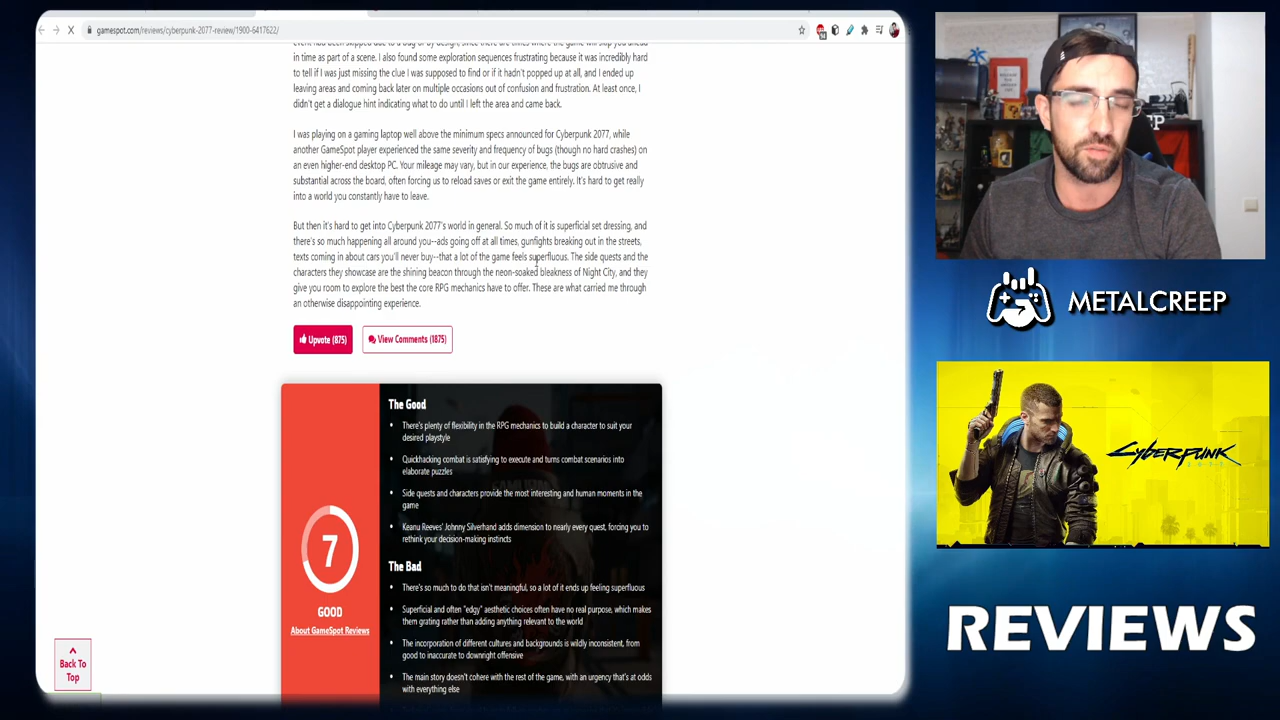 gamespot.com/reviews/cyberpunk-2077-review/1900-6417622/
in time as part of a scene. I also found some exploration sequences frustrating because it was incredibly hard
to tell if I was just missing the clue I was supposed to find or if it hadn't popped up at all, and I ended up
leaving areas and coming back later on multiple occasions out of confusion and frustration. At least once, I
didn't get a dialogue hint indicating what to do until I left the area and came back.
I was playing on a gaming laptop well above the minimum specs announced for Cyberpunk 2077, while
another GameSpot player experienced the same severity and frequency of bugs (though no hard crashes) on
an even higher-end desktop PC. Your mileage may vary, but in our experience, the bugs are obtrusive and
substantial across the board, often forcing us to reload saves or exit the game entirely. It's hard to get really
into a world you constantly have to leave.
But then it's hard to get into Cyberpunk 2077's world in general. So much of it is superficial set dressing, and
there's so much happening all around you--ads going off at all times, gunfights breaking out in the streets,
texts coming in about cars you'll never buy--that a lot of the game feels superfluous. The side quests and the
characters they showcase are the shining beacon through the neon-soaked bleakness of Night City, and they
give you room to explore the best the core RPG mechanics have to offer. These are what carried me through
an otherwise disappointing experience.
Upvote (875)
View Comments (1875)
The Good
There's plenty of flexibility in the RPG mechanics to build a character to suit your
desired playstyle
Quickhacking combat is satisfying to execute and turns combat scenarios into
elaborate puzzles
Side quests and characters provide the most interesting and human moments in the
game
Keanu Reeves' Johnny Silverhand adds dimension to nearly every quest, forcing you to
rethink your decision-making instincts
7
GOOD
About GameSpot Reviews
The Bad
There's so much to do that isn't meaningful, so a lot of it ends up feeling superfluous
Superficial and often "edgy" aesthetic choices often have no real purpose, which makes
them grating rather than adding anything relevant to the world
The incorporation of different cultures and backgrounds is wildly inconsistent, from
good to inaccurate to downright offensive
The main story doesn't cohere with the rest of the game, with an urgency that's at odds
with everything else
Back To
Top
METALCREEP
Cyberpunk
2077
REVIEWS